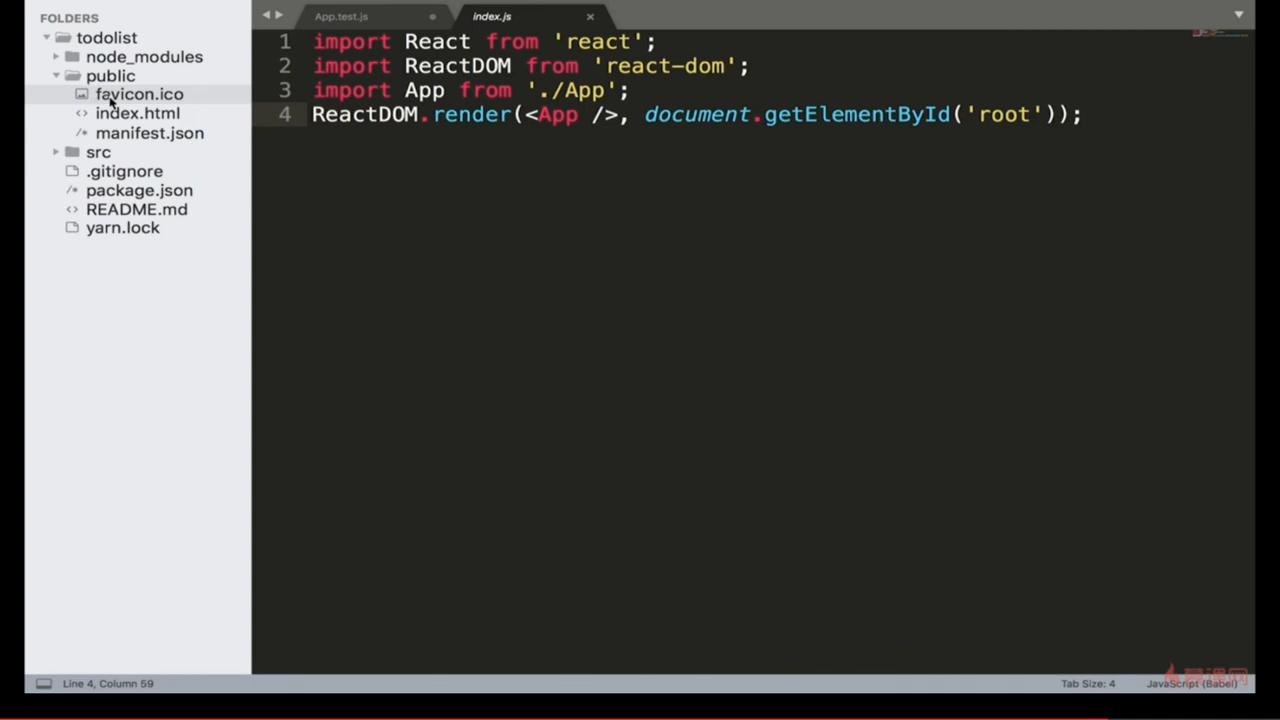 FOLDERS
todolist
node_modules
public
favicon.ico
index.html
manifest.json
src
.gitignore
package.json
README.md
yarn.lock
App.test.js
index.js
1 import React from 'react';
2 import ReactDOM from 'react-dom';
3 import App from './App';
4 ReactDOM.render(<App />, document.getElementById('root'));
Line 4, Column 59
Tab Size: 4
JavaScript (Babel)